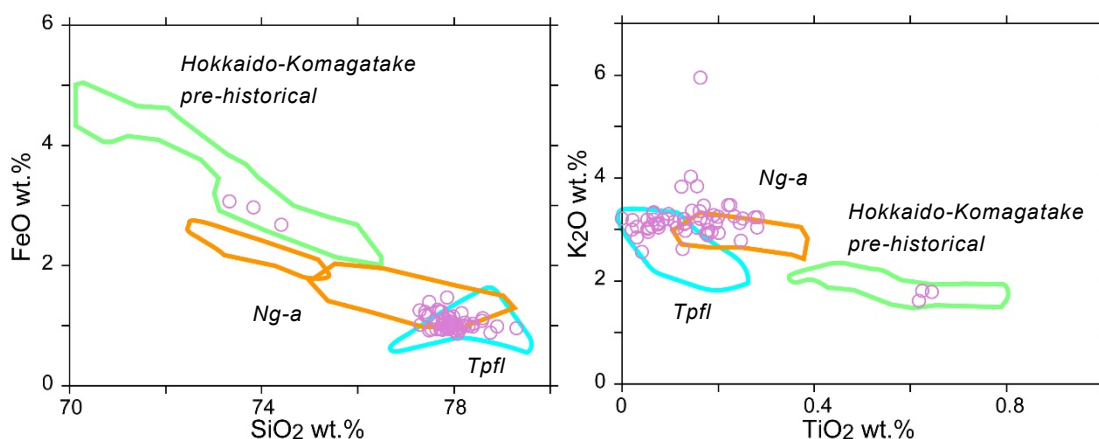 6
4
2
0
70
74
78
FeO wt.%
SiO2 wt.%
Hokkaido-Komagatake
pre-historical
Ng-a
Tpfl
6
4
2
0
0
0.4
0.8
K2O wt.%
TiO2 wt.%
Ng-a
Hokkaido-Komagatake
pre-historical
Tpfl